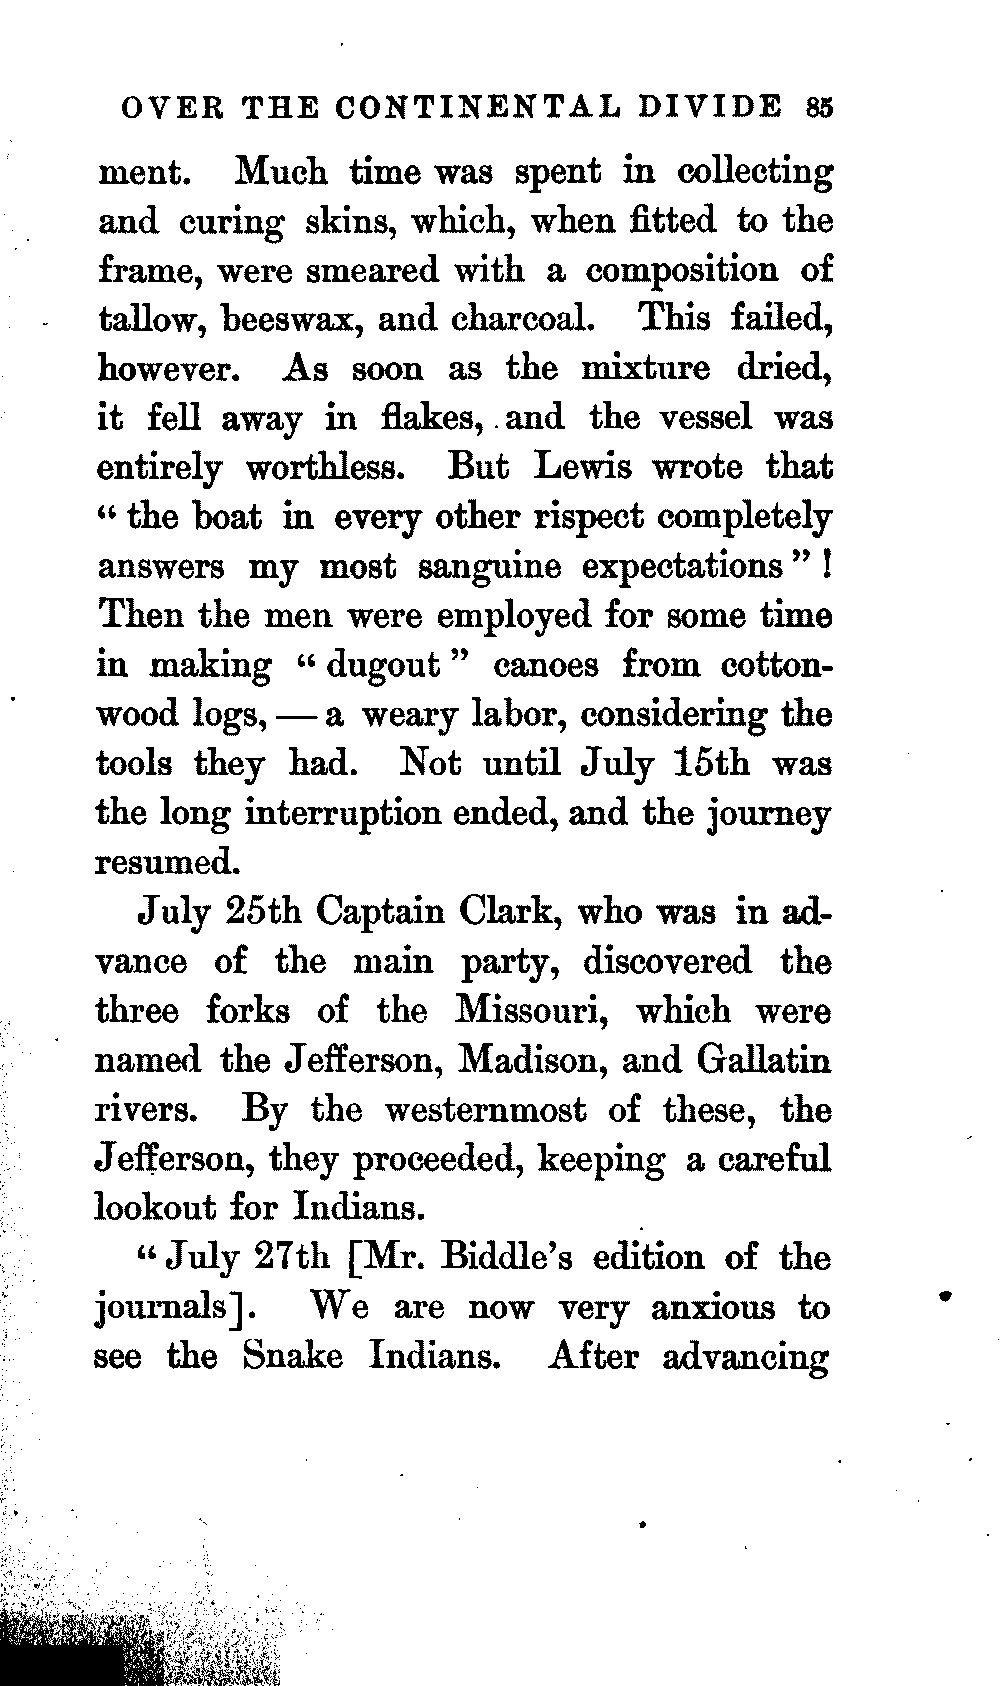 OVER THE CONTINENTAL DIVIDE 85
ment. Much time was spent in collecting
and curing skins, which, when fitted to the
frame, were smeared with a composition of
tallow, beeswax, and charcoal. This failed,
however. As soon as the mixture dried,
it fell away in flakes, and the vessel was
entirely worthless. But Lewis wrote that
“ the boat in every other rispect completely
answers my most sanguine expectations ” !
Then the men were employed for some time
in making “ dugout ” canoes from cotton-
wood logs, — a weary labor, considering the
tools they had. Not until July 15th was
the long interruption ended, and the journey
resumed.
July 25th Captain Clark, who was in ad-
vance of the main party, discovered the
three forks of the Missouri, which were
named the Jefferson, Madison, and Gallatin
rivers. By the westernmost of these, the
Jefferson, they proceeded, keeping a careful
lookout for Indians.
“ July 27th [Mr. Biddle’s edition of the
journals]. We are now very anxious to
see the Snake Indians. After advancing